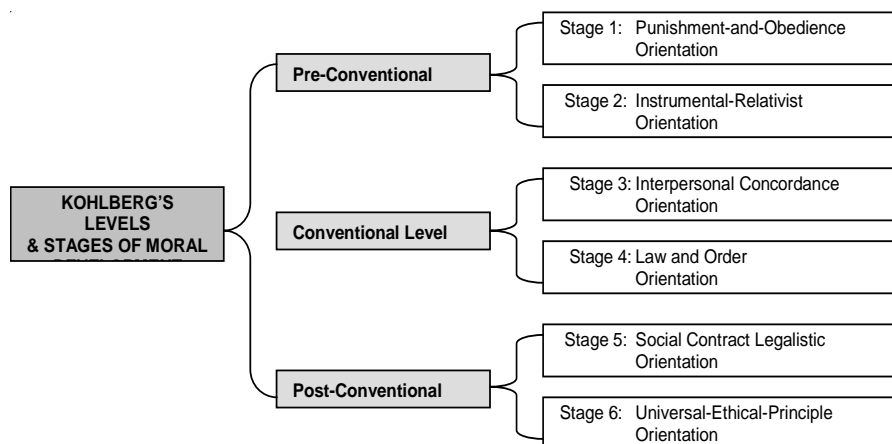 KOHLBERG'S
LEVELS
& STAGES OF MORAL
Pre-Conventional
Stage 1: Punishment-and-Obedience
Orientation
Stage 2: Instrumental-Relativist
Orientation
Conventional Level
Stage 3: Interpersonal Concordance
Orientation
Stage 4: Law and Order
Orientation
Post-Conventional
Stage 5: Social Contract Legalistic
Orientation
Stage 6: Universal-Ethical-Principle
Orientation